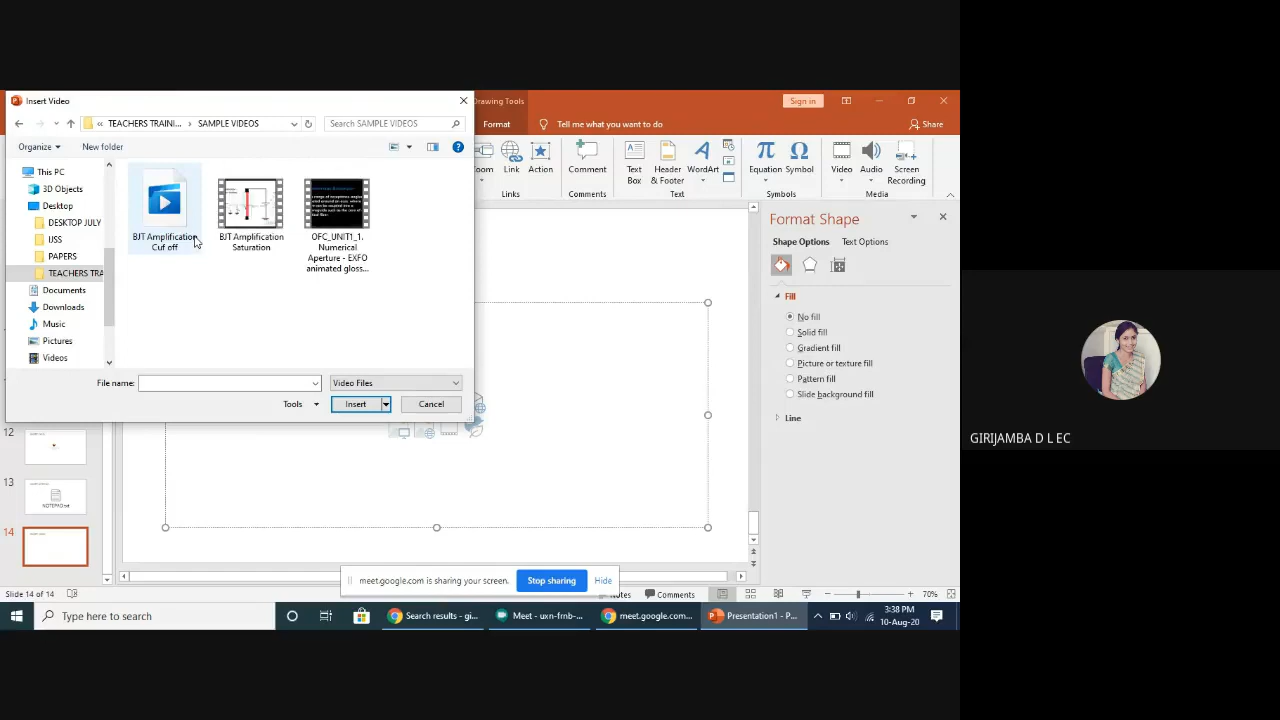 Insert Video
TEACHERS TRAINI...
SAMPLE VIDEOS
Search SAMPLE VIDEOS
Organize
New folder
This PC
3D Objects
Desktop
DESKTOP JULY
IJSS
PAPERS
TEACHERS TRA
Documents
Downloads
Music
Pictures
Videos
BJT Amplification
Cuf off
BJT Amplification
Saturation
OFC_UNIT1_1.
Numerical
Aperture - EXFO
animated gloss...
File name:
Video Files
Tools
Insert
Cancel
Drawing Tools
Sign in
Format
Tell me what you want to do
Share
Link
Action
Links
Comment
Comments
Text
Box
Header
& Footer
WordArt
Text
Equation
Symbol
Symbols
Video
Audio
Screen
Recording
Media
Format Shape
Shape Options
Text Options
Fill
No fill
Solid fill
Gradient fill
Picture or texture fill
Pattern fill
Slide background fill
Line
12
13
NOTEPAD.txt
14
meet.google.com is sharing your screen.
Stop sharing
Hide
Slide 14 of 14
Notes
Comments
70%
Type here to search
Search results - gi...
Meet - uxn-frnb-...
meet.google.com...
Presentation1 - P...
3:38 PM
10-Aug-20
GIRIJAMBA D L EC